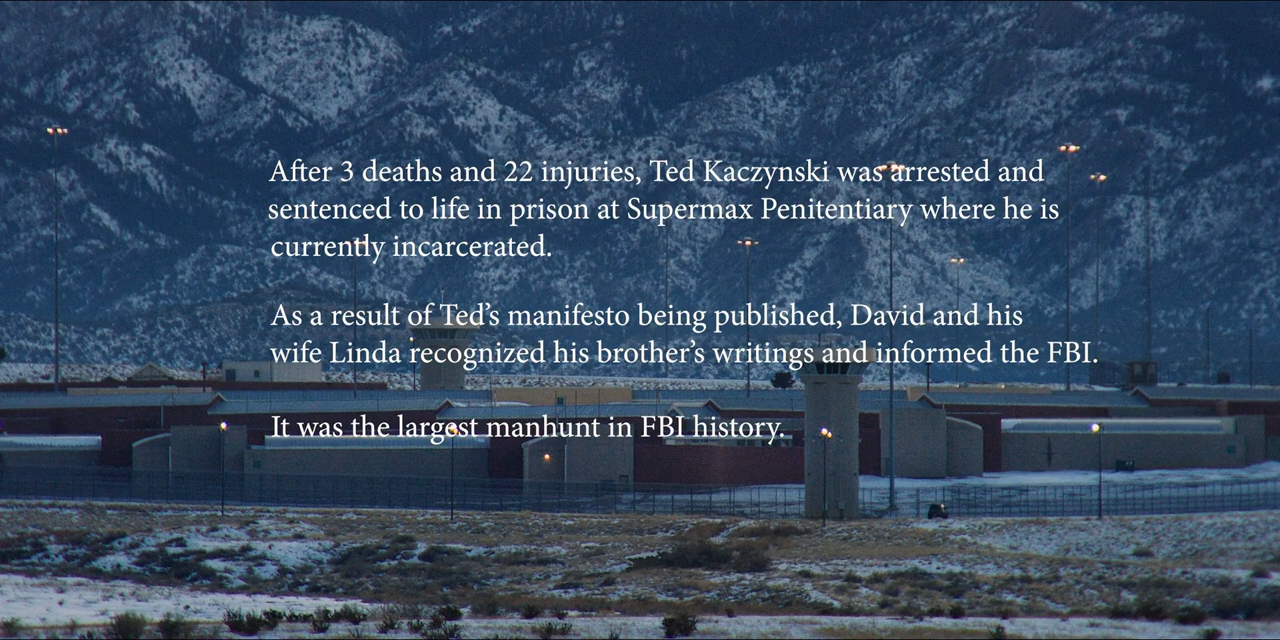 After 3 deaths and 22 injuries, Ted Kaczynski was arrested and
sentenced to life in prison at Supermax Penitentiary where he is
currently incarcerated.
As a result of Ted’s manifesto being published, David and his
wife Linda recognized his brother’s writings and informed the FBI.
It was the largest manhunt in FBI history.